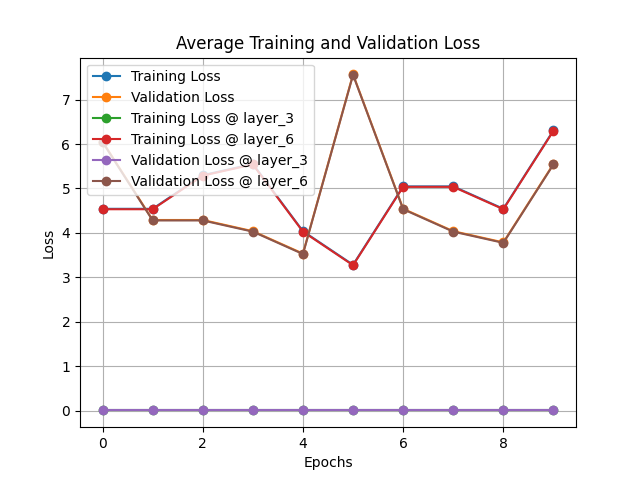 Average Training and Validation Loss
Training Loss
Validation Loss
Training Loss @ layer_3
Training Loss @ layer_6
Validation Loss @ layer_3
Validation Loss @ layer_6
Loss
7
6
5
4
3
2
1
0
0 2 4 6 8
Epochs